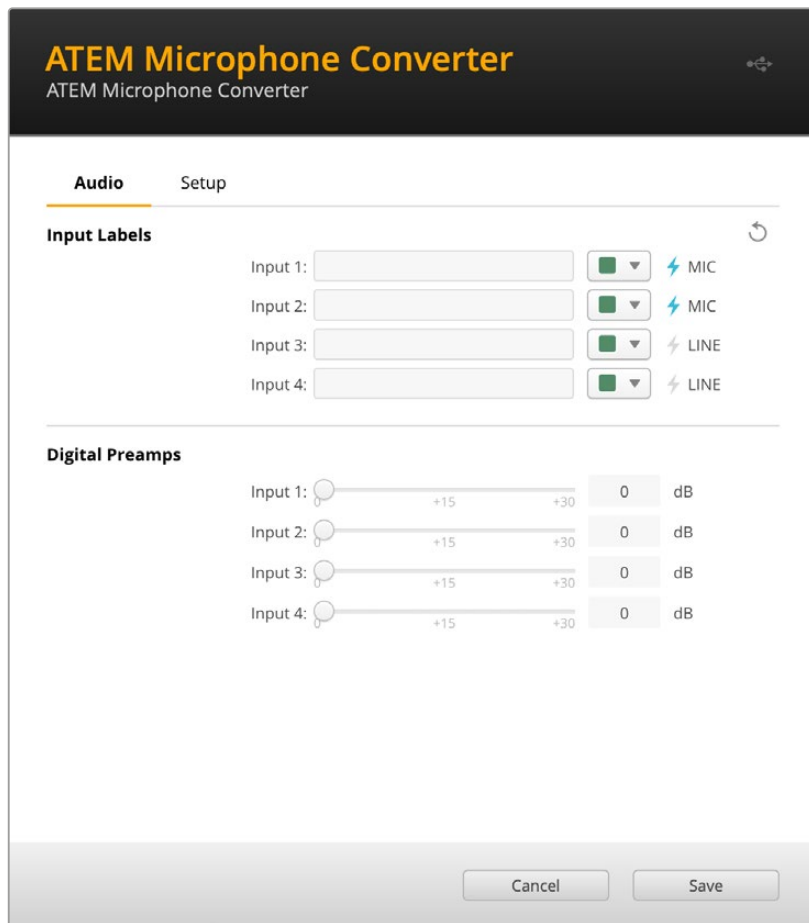 ATEM Microphone Converter
ATEM Microphone Converter
Audio Setup
Input Labels
Input 1: MIC
Input 2: MIC
Input 3: LINE
Input 4: LINE
Digital Preamps
Input 1: 0 dB
0 +15 +30
Input 2: 0 dB
0 +15 +30
Input 3: 0 dB
0 +15 +30
Input 4: 0 dB
0 +15 +30
Cancel Save